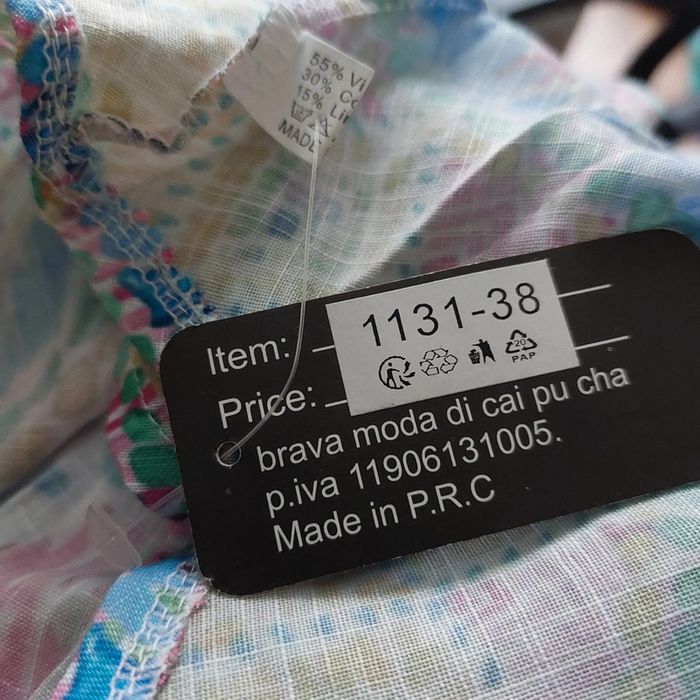 55% VI
30% Co
15% Lin
MADE
Item:
1131-38
20
PAP
Price:
brava moda di cai pu cha
p.iva 11906131005.
Made in P.R.C